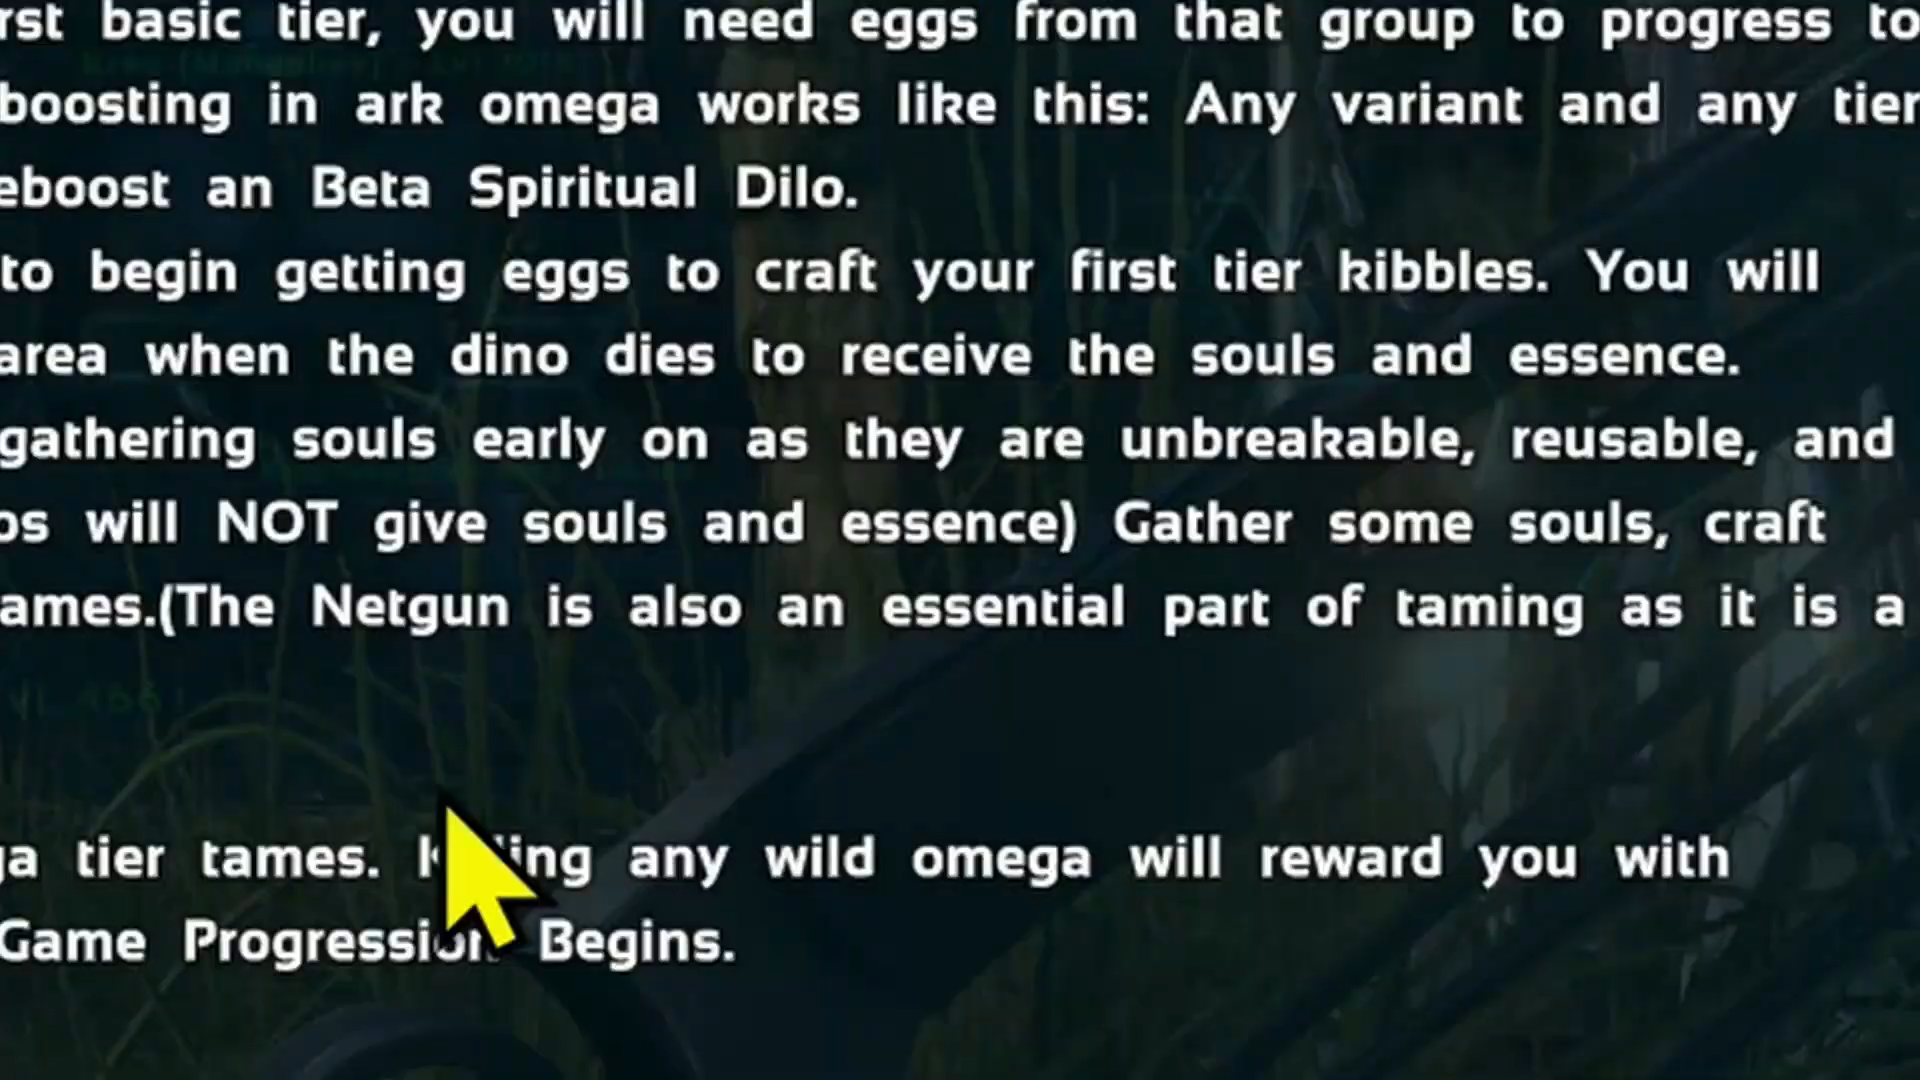 rst basic tier, you will need eggs from that group to progress to
boosting in ark omega works like this: Any variant and any tier
eboost an Beta Spiritual Dilo.
to begin getting eggs to craft your first tier kibbles. You will
area when the dino dies to receive the souls and essence.
gathering souls early on as they are unbreakable, reusable, and
os will NOT give souls and essence) Gather some souls, craft
ames.(The Netgun is also an essential part of taming as it is a
ga tier tames. any wild omega will reward you with
Game Progression Begins.